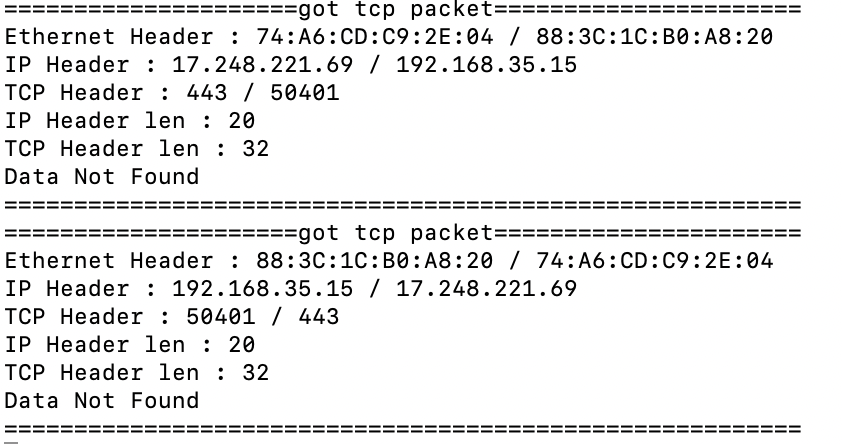 =====================got tcp packet======================
Ethernet Header : 74:A6:CD:C9:2E:04 / 88:3C:1C:B0:A8:20
IP Header : 17.248.221.69 / 192.168.35.15
TCP Header : 443 / 50401
IP Header len : 20
TCP Header len : 32
Data Not Found
=========================================================
=====================got tcp packet======================
Ethernet Header : 88:3C:1C:B0:A8:20 / 74:A6:CD:C9:2E:04
IP Header : 192.168.35.15 / 17.248.221.69
TCP Header : 50401 / 443
IP Header len : 20
TCP Header len : 32
Data Not Found
=========================================================